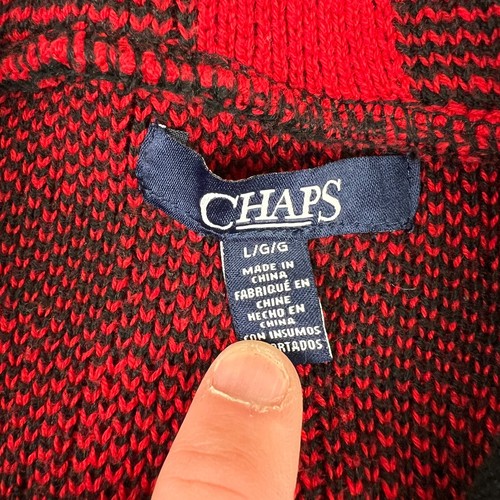 CHAPS
L/G/G
MADE IN
CHINA
FABRIQUÉ EN
CHINE
HECHO EN
CHINA
CON INSUMOS